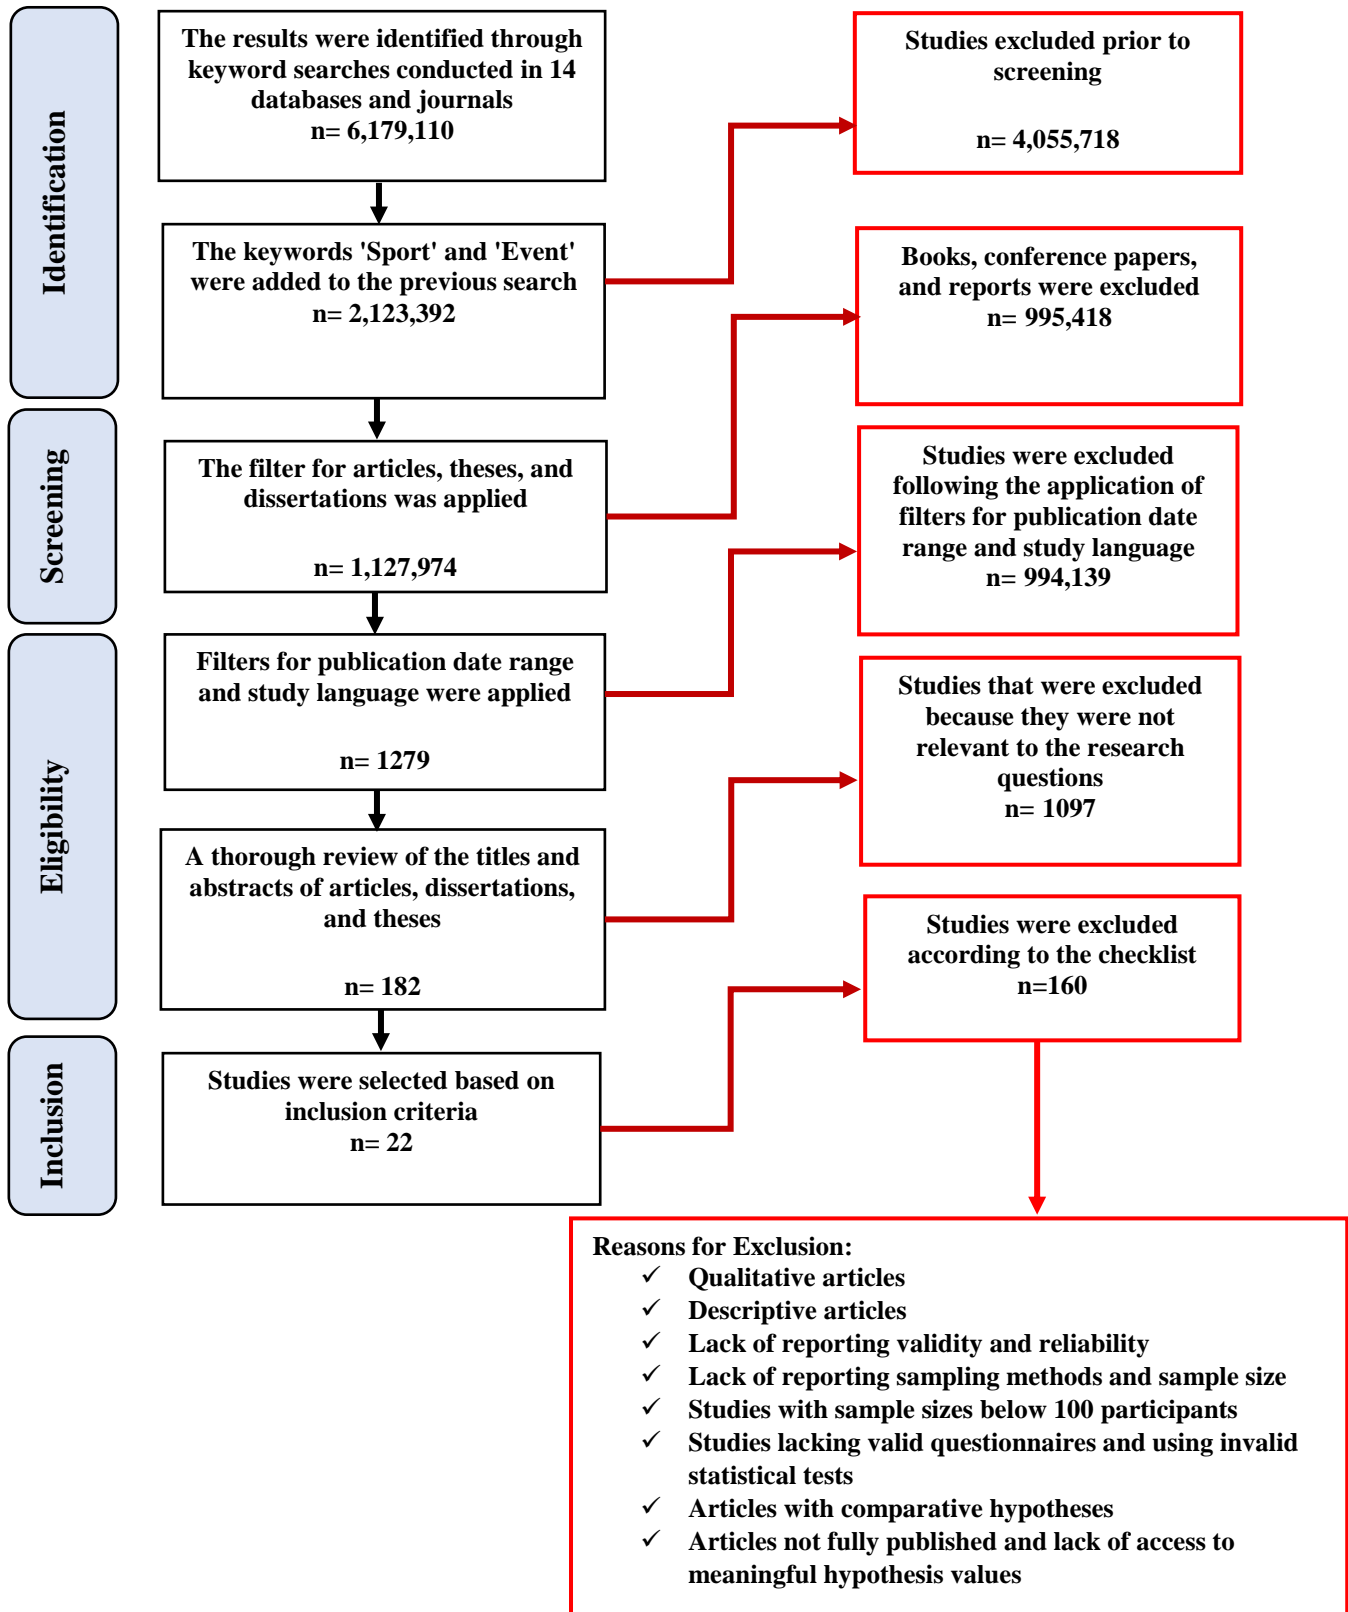 Identification
The results were identified through
keyword searches conducted in 14
databases and journals
n= 6,179,110
Studies excluded prior to
screening
n= 4,055,718
The keywords 'Sport' and 'Event'
were added to the previous search
n= 2,123,392
Books, conference papers,
and reports were excluded
n= 995,418
Screening
The filter for articles, theses, and
dissertations was applied
n= 1,127,974
Studies were excluded
following the application of
filters for publication date
range and study language
n= 994,139
Eligibility
Filters for publication date range
and study language were applied
n= 1279
Studies that were excluded
because they were not
relevant to the research
questions
n= 1097
A thorough review of the titles and
abstracts of articles, dissertations,
and theses
n= 182
Studies were excluded
according to the checklist
n=160
Inclusion
Studies were selected based on
inclusion criteria
n= 22
Reasons for Exclusion:
✓ Qualitative articles
✓ Descriptive articles
✓ Lack of reporting validity and reliability
✓ Lack of reporting sampling methods and sample size
✓ Studies with sample sizes below 100 participants
✓ Studies lacking valid questionnaires and using invalid
statistical tests
✓ Articles with comparative hypotheses
✓ Articles not fully published and lack of access to
meaningful hypothesis values